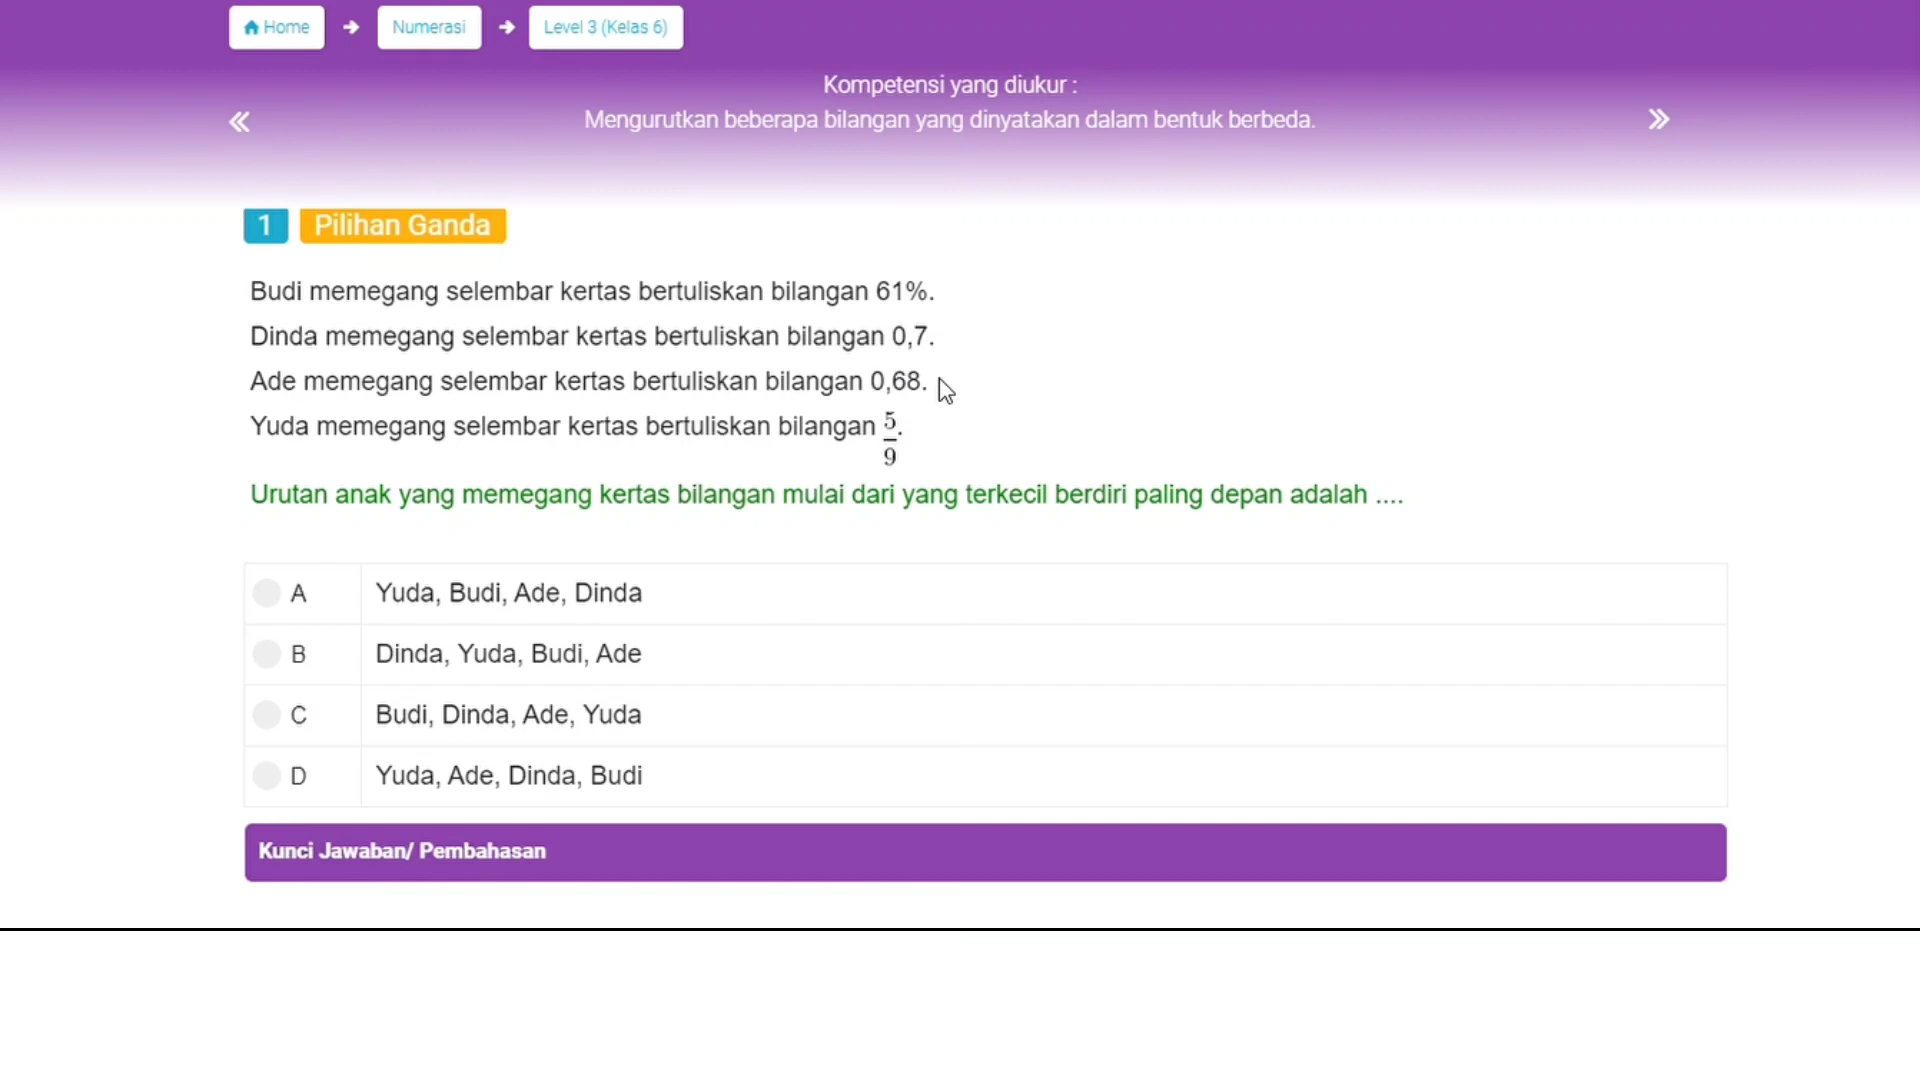 Home
Numerasi
Level 3 (Kelas 6)
Kompetensi yang diukur :
Mengurutkan beberapa bilangan yang dinyatakan dalam bentuk berbeda.
1 Pilihan Ganda
Budi memegang selembar kertas bertuliskan bilangan 61%.
Dinda memegang selembar kertas bertuliskan bilangan 0,7.
Ade memegang selembar kertas bertuliskan bilangan 0,68.
Yuda memegang selembar kertas bertuliskan bilangan 5/9.
Urutan anak yang memegang kertas bilangan mulai dari yang terkecil berdiri paling depan adalah ....
A Yuda, Budi, Ade, Dinda
B Dinda, Yuda, Budi, Ade
C Budi, Dinda, Ade, Yuda
D Yuda, Ade, Dinda, Budi
Kunci Jawaban/ Pembahasan